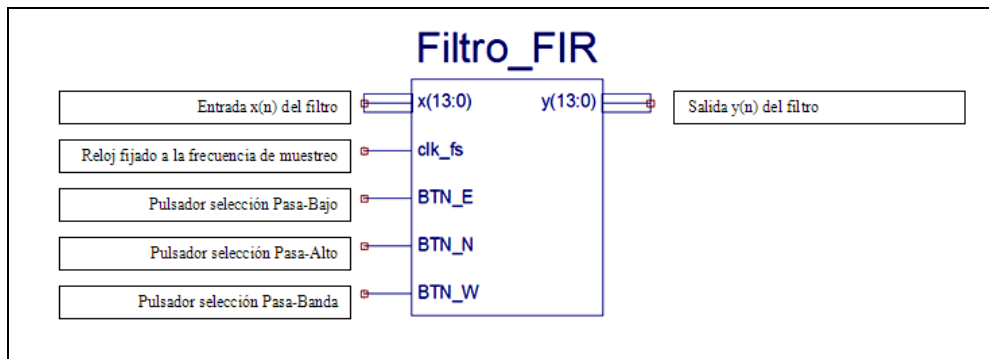 Filtro_FIR
Entrada x(n) del filtro
x(13:0)
y(13:0)
Salida y(n) del filtro
Reloj fijado a la frecuencia de muestreo
clk_fs
Pulsador selección Pasa-Bajo
BTN_E
Pulsador selección Pasa-Alto
BTN_N
Pulsador selección Pasa-Banda
BTN_W